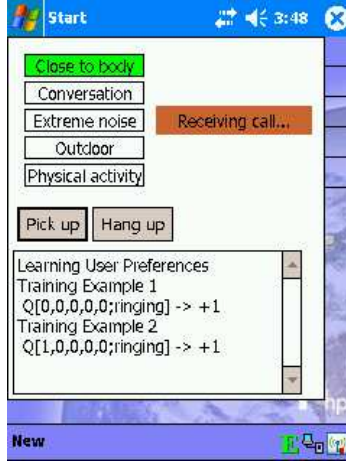 Start 3:48
Close to body
Conversation
Extreme noise
Receiving call...
Outdoor
Physical activity
Pick up
Hang up
Learning User Preferences
Training Example 1
Q[0,0,0,0,0;ringing] -> +1
Training Example 2
Q[1,0,0,0,0;ringing] -> +1
hp
New